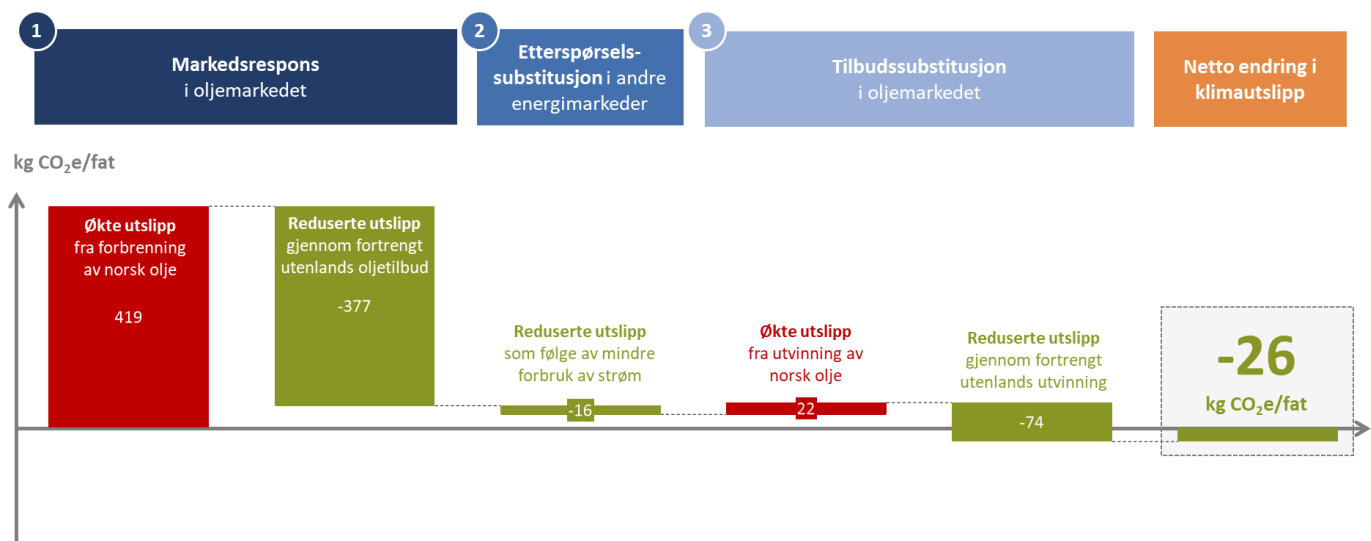 1
Markedsrespons
i oljemarkedet
2
Etterspørsels-
substitusjon i andre
energimarkeder
3
Tilbudssubstitusjon
i oljemarkedet
Netto endring i
klimautslipp
kg CO₂e/fat
Økte utslipp
fra forbrenning
av norsk olje
419
Reduserte utslipp
gjennom fortrengt
utenlands oljetilbud
-377
Reduserte utslipp
som følge av mindre
forbruk av strøm
-16
Økte utslipp
fra utvinning av
norsk olje
22
Reduserte utslipp
gjennom fortrengt
utenlands utvinning
-74
-26
kg CO₂e/fat